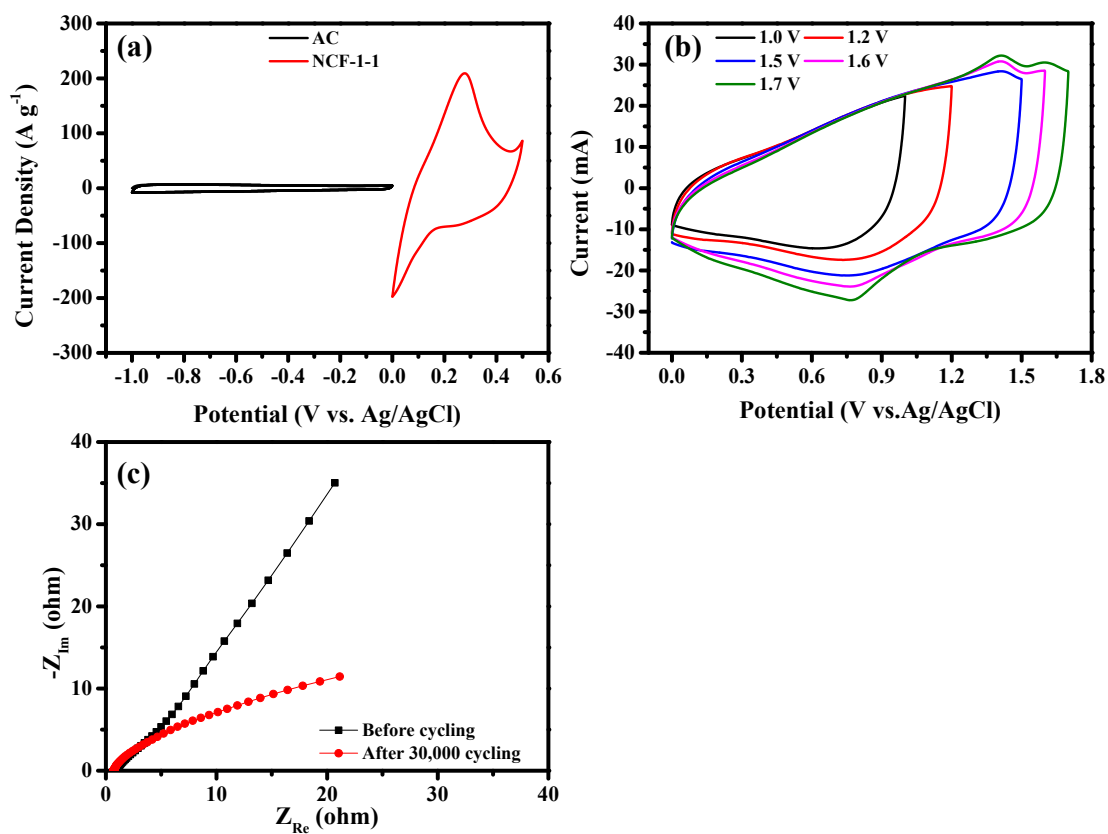 (a)
AC
NCF-1-1
300
200
100
0
-100
-200
-300
Current Density (A g-1)
-1.0 -0.8 -0.6 -0.4 -0.2 0.0 0.2 0.4 0.6
Potential (V vs. Ag/AgCl)
(b)
1.0 V 1.2 V
1.5 V 1.6 V
1.7 V
40
30
20
10
0
-10
-20
-30
-40
Current (mA)
0.0 0.3 0.6 0.9 1.2 1.5 1.8
Potential (V vs.Ag/AgCl)
(c)
40
30
20
10
0
-ZIm (ohm)
Before cycling
After 30,000 cycling
0 10 20 30 40
ZRe (ohm)